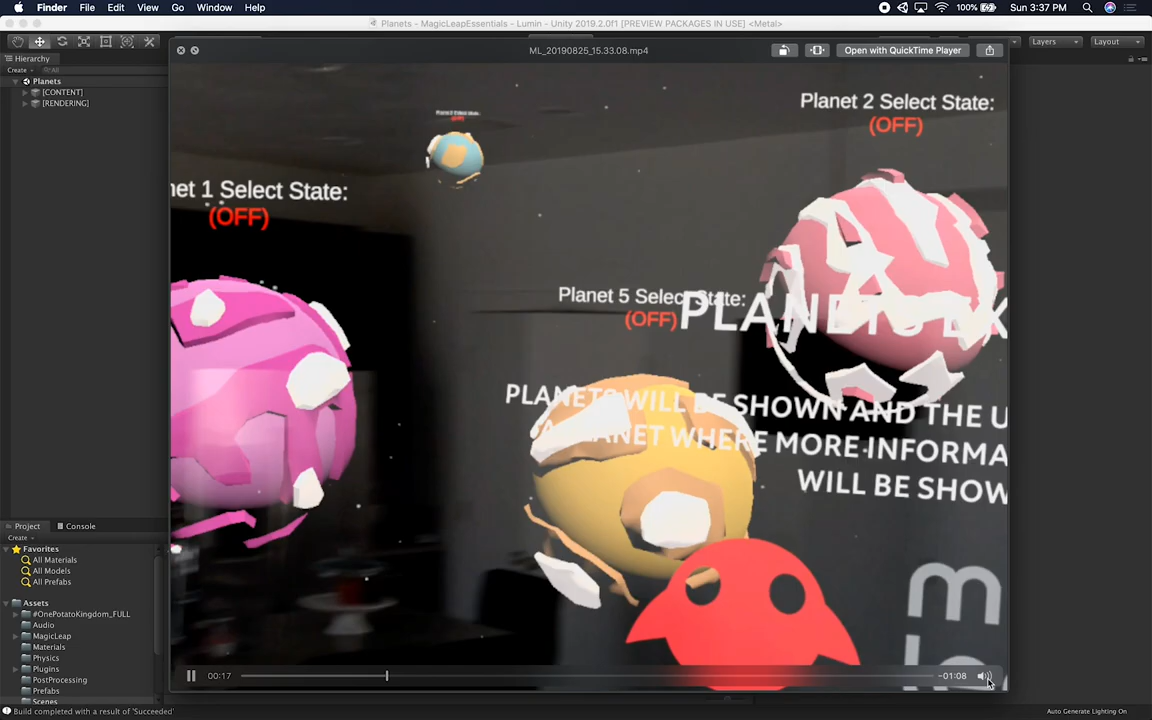 Finder File Edit View Go Window Help
100% Sun 3:37 PM
Planets - MagicLeapEssentials - Lumin - Unity 2019.2.0f1 [PREVIEW PACKAGES IN USE] <Metal>
Layers Layout
Hierarchy
Create All
Planets
[CONTENT]
[RENDERING]
ML_20190825_15.33.08.mp4
Open with QuickTime Player
Planet 2 Select State:
(OFF)
net 1 Select State:
(OFF)
Planet 5 Select State:
(OFF)
PLANETS EX
PLANETS WILL BE SHOWN AND THE U
A PLANET WHERE MORE INFORMA
WILL BE SHOW
00:17
-01:08
Project Console
Create
Favorites
All Materials
All Models
All Prefabs
Assets
#OnePotatoKingdom_FULL
Audio
MagicLeap
Materials
Physics
Plugins
PostProcessing
Prefabs
Scenes
Build completed with a result of 'Succeeded'
Auto Generate Lighting On